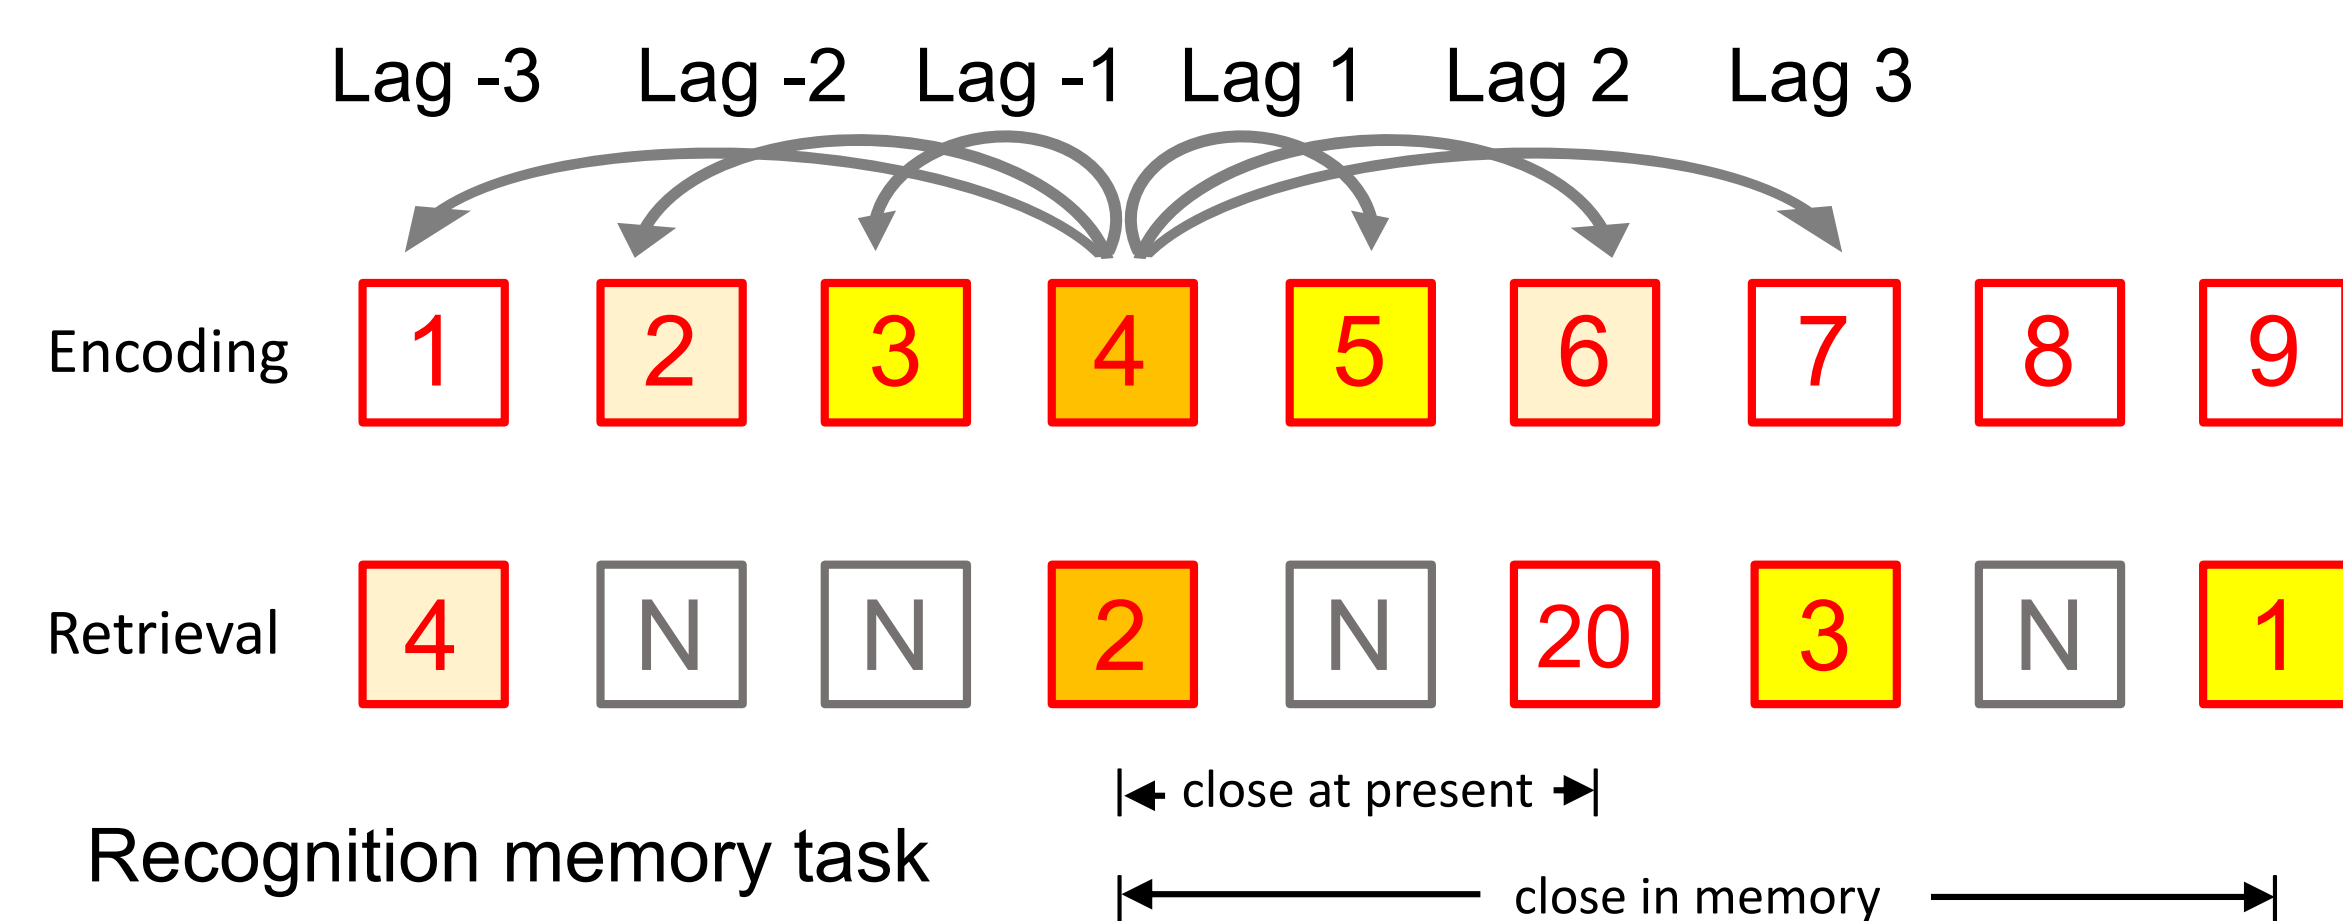 Lag -3 Lag -2 Lag -1 Lag 1 Lag 2 Lag 3
Encoding 1 2 3 4 5 6 7 8 9
Retrieval 4 N N 2 N 20 3 N 1
close at present
Recognition memory task
close in memory